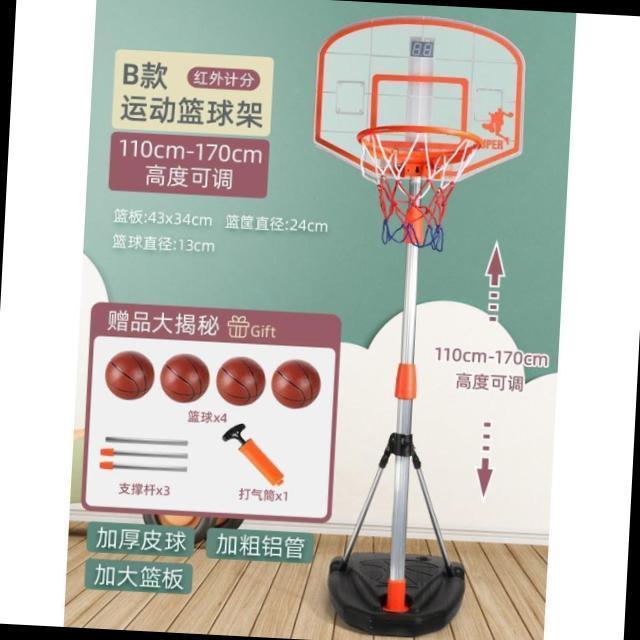 B款
红外计分
运动篮球架
110cm-170cm
高度可调
篮板:43x34cm 篮筐直径:24cm
篮球直径:13cm
赠品大揭秘 Gift
篮球x4
支撑杆x3
打气筒x1
加厚皮球
加粗铝管
加大篮板
110cm-170cm
高度可调
88